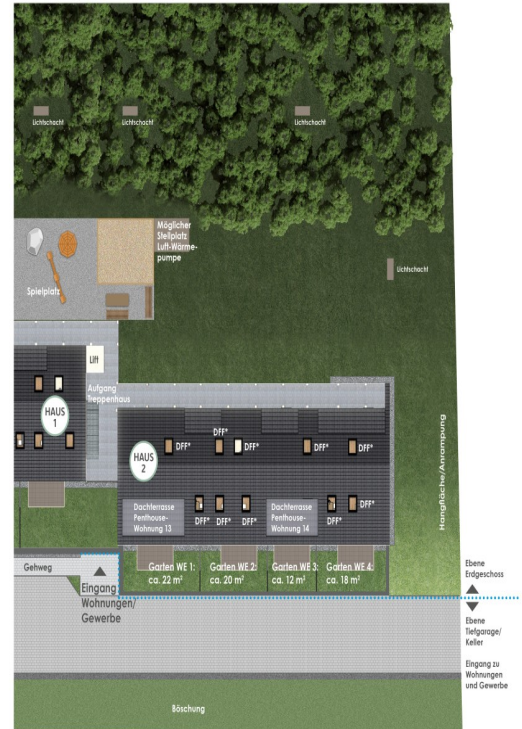 Lichtschacht
Lichtschacht
Lichtschacht
Möglicher
Stellplatz
Luft-Wärme-
pumpe
Lichtschacht
Spielplatz
Lift
Aufgang
Treppenhaus
HAUS
1
HAUS
2
DFF*
DFF*
DFF*
DFF*
DFF*
Dachterrasse
Penthouse-
Wohnung 13
DFF*
DFF*
DFF*
Dachterrasse
Penthouse-
Wohnung 14
DFF*
DFF*
Hangfläche/Anrampung
Garten WE 1:
ca. 22 m²
Garten WE 2:
ca. 20 m²
Garten WE 3:
ca. 12 m²
Garten WE 4:
ca. 18 m²
Gehweg
Eingang
Wohnungen/
Gewerbe
Ebene
Erdgeschoss
Ebene
Tiefgarage/
Keller
Eingang zu
Wohnungen
und Gewerbe
Böschung